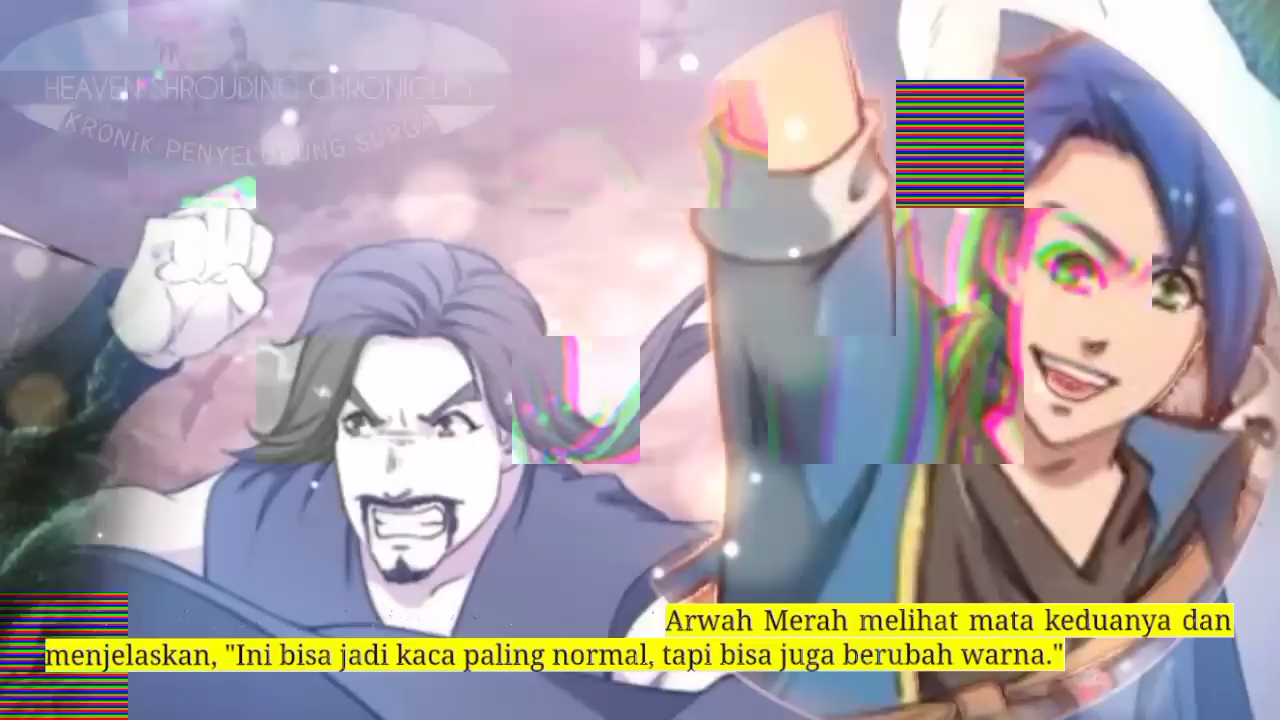 HEAVEN SHROUDING CHRONICLES
KRONIK PENYELUBUNG SURGA
Arwah Merah melihat mata keduanya dan
menjelaskan, "Ini bisa jadi kaca paling normal, tapi bisa juga berubah warna."